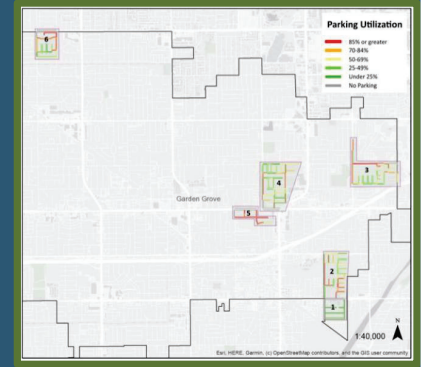 Parking Utilization
85% or greater
70-84%
50-69%
25-49%
Under 25%
No Parking
6
3
4
Garden Grove
5
2
1
N
1:40,000
Esri, HERE, Garmin, (c) OpenStreetMap contributors, and the GIS user community